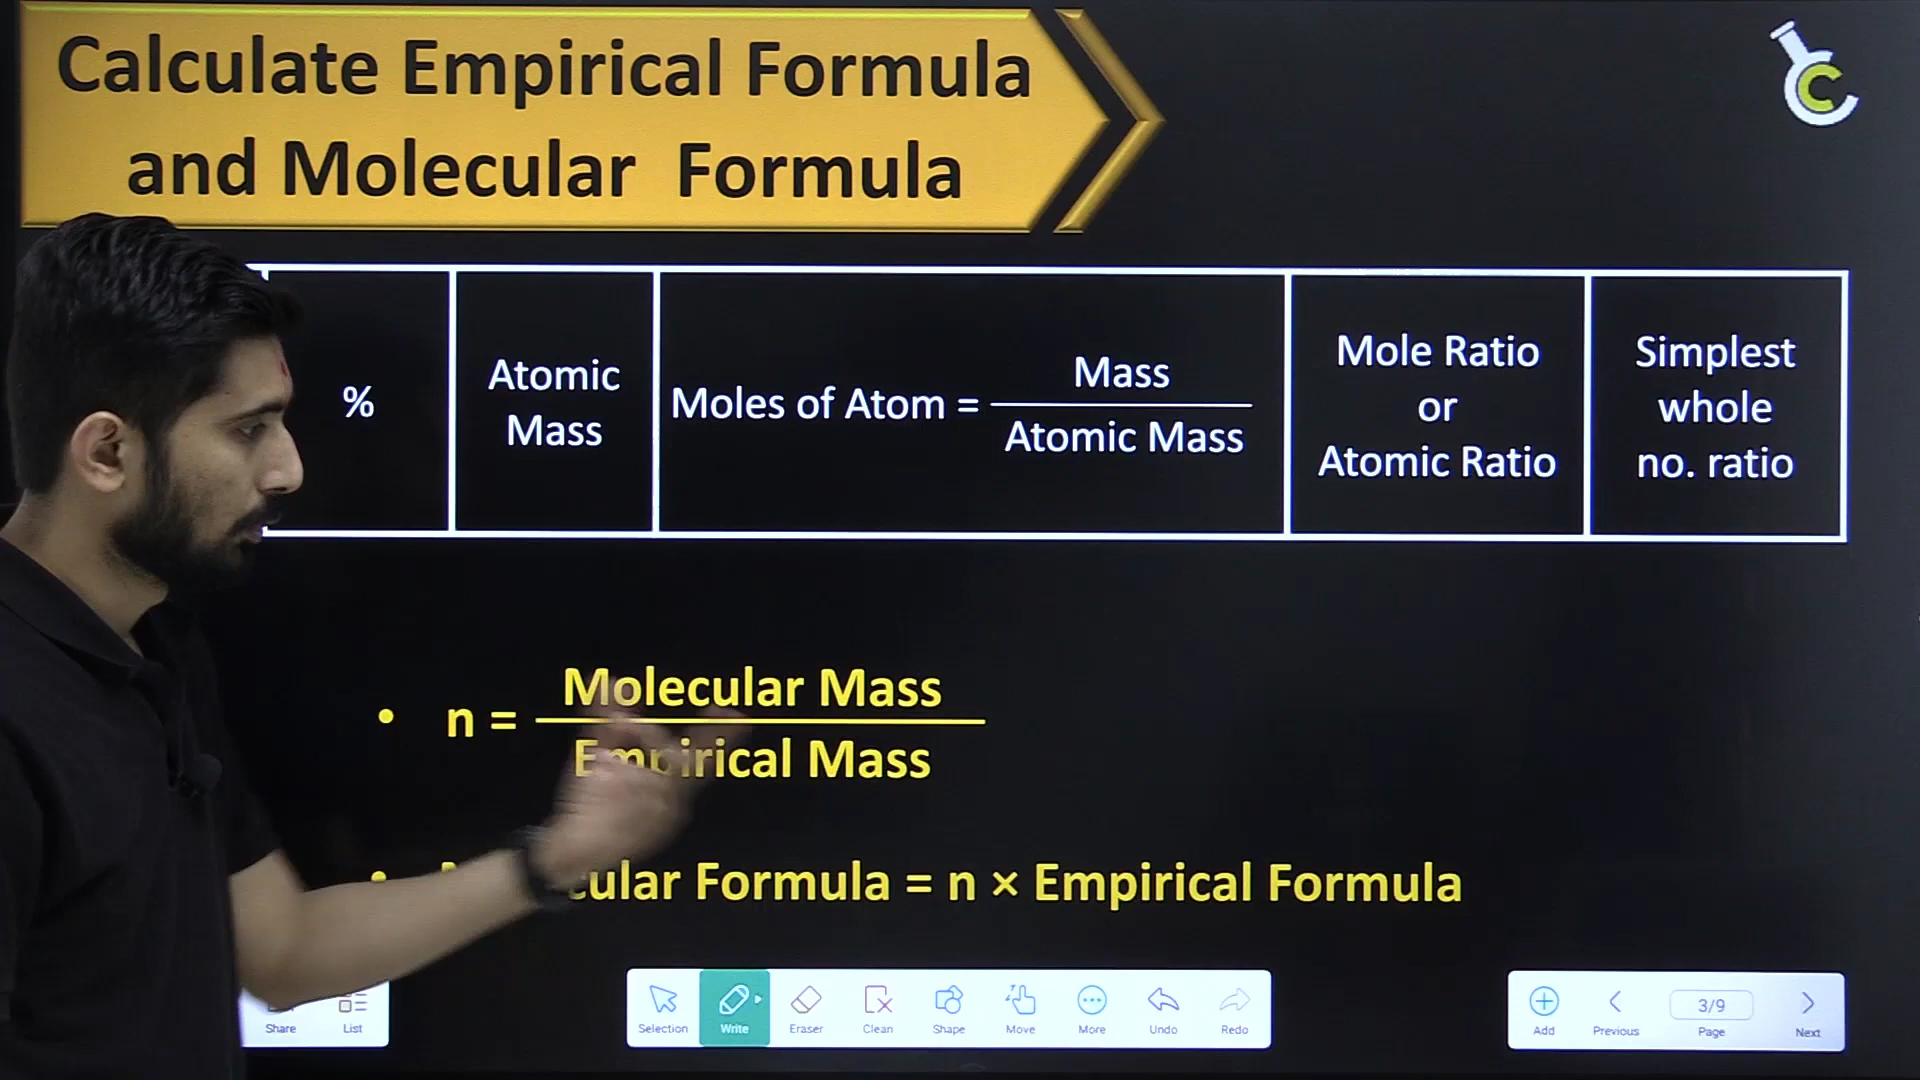 Calculate Empirical Formula
and Molecular Formula
C
%
Atomic
Mass
Moles of Atom =
Mass
Atomic Mass
Mole Ratio
or
Atomic Ratio
Simplest
whole
no. ratio
• n =
Molecular Mass
Empirical Mass
• Formula = n × Empirical Formula
Share
List
Selection
Write
Eraser
Clean
Shape
Move
More
Undo
Redo
Add
Previous
3/9
Page
Next